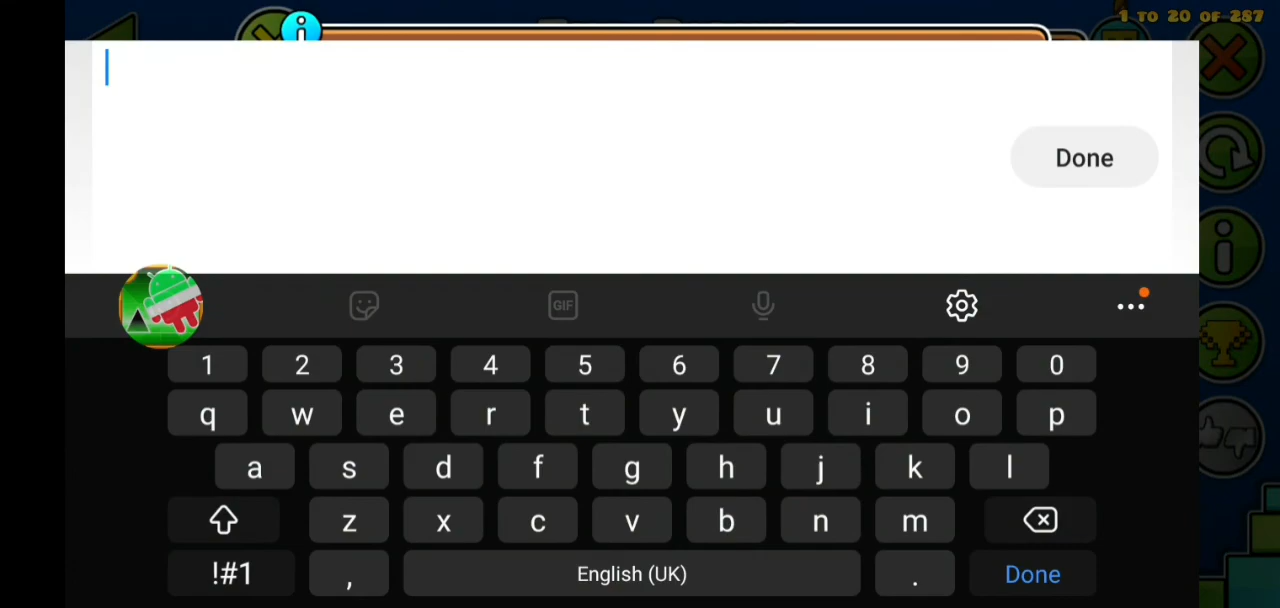 1 TO 20 OF 287
Done
GIF
1 2 3 4 5 6 7 8 9 0
q w e r t y u i o p
a s d f g h j k l
z x c v b n m
!#1 , English (UK) . Done